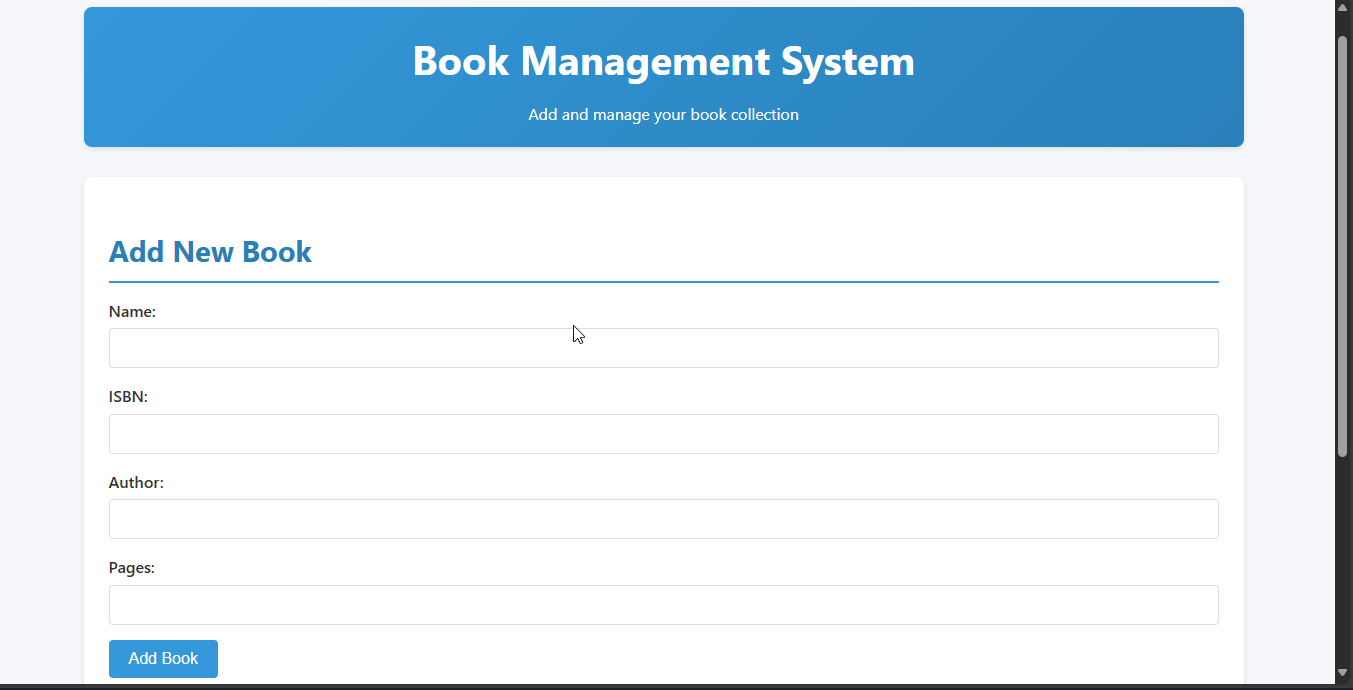 Book Management System
Add and manage your book collection
Add New Book
Name:
ISBN:
Author:
Pages:
Add Book